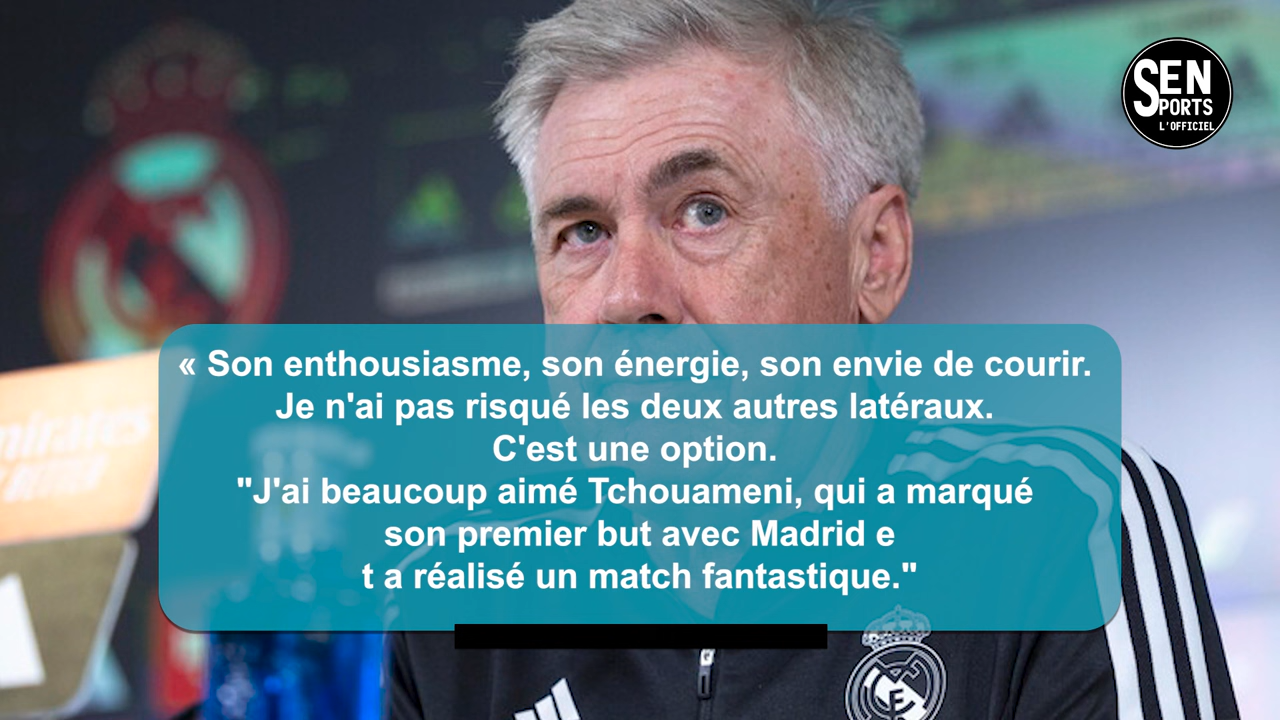 SEN
SPORTS
L'OFFICIEL
« Son enthousiasme, son énergie, son envie de courir.
Je n'ai pas risqué les deux autres latéraux.
C'est une option.
"J'ai beaucoup aimé Tchouameni, qui a marqué
son premier but avec Madrid e
t a réalisé un match fantastique."